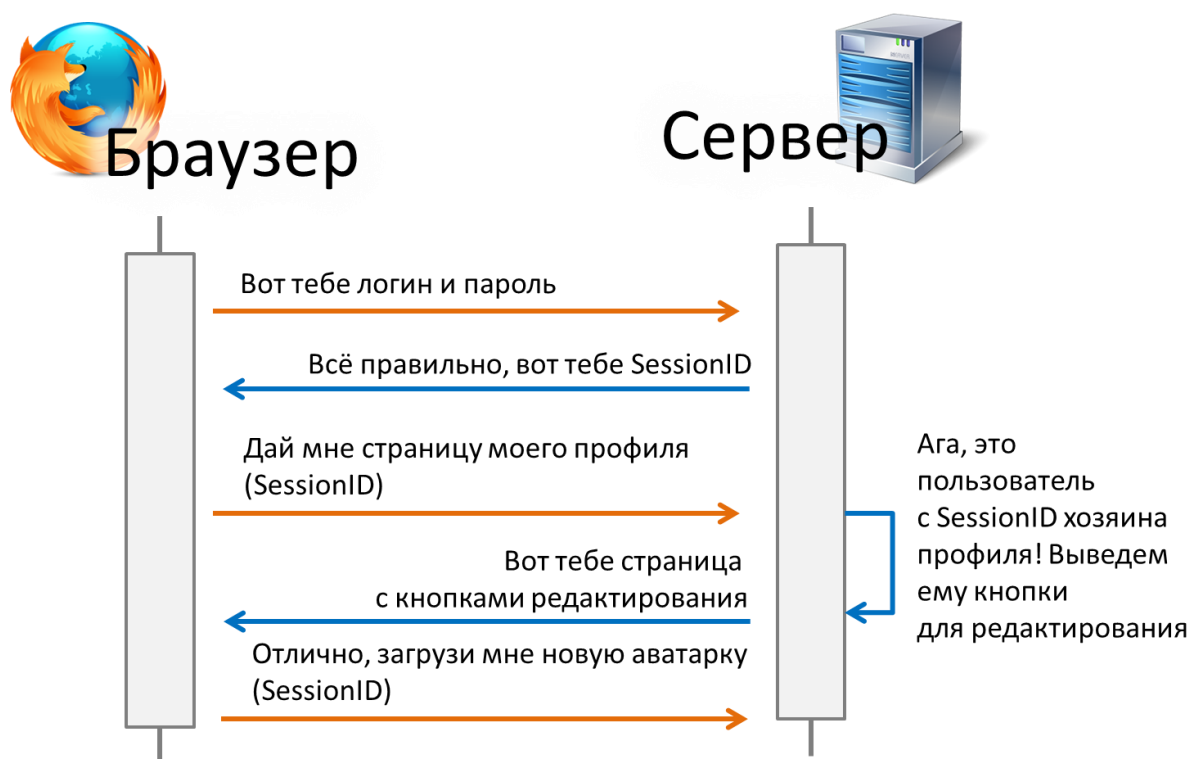 Браузер
Сервер
Вот тебе логин и пароль
Всё правильно, вот тебе SessionID
Дай мне страницу моего профиля
(SessionID)
Ага, это
пользователь
с SessionID хозяина
профиля! Выведем
ему кнопки
для редактирования
Вот тебе страница
с кнопками редактирования
Отлично, загрузи мне новую аватарку
(SessionID)